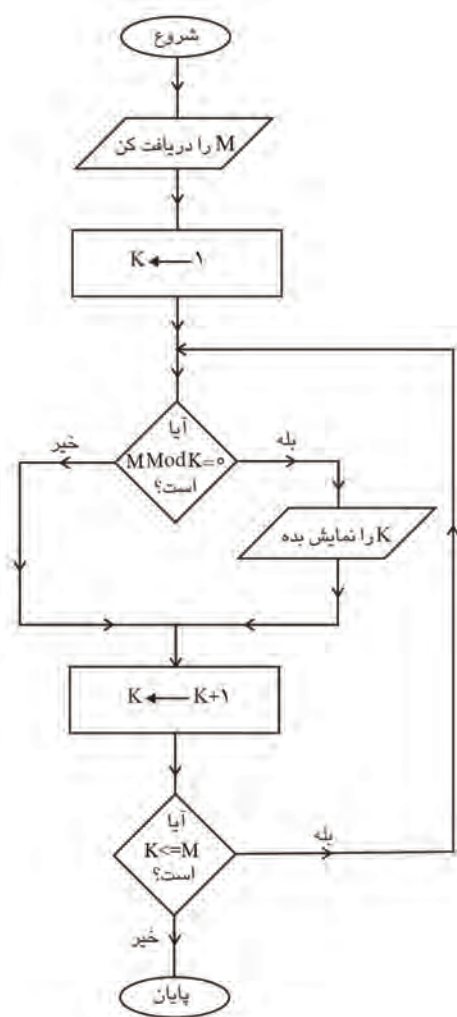 شروع
M را دریافت کن
K ← ۱
آیا
M Mod K = ۰
است؟
خیر
بله
K را نمایش بده
K ← K+۱
آیا
K<=M
است؟
بله
خیر
پایان